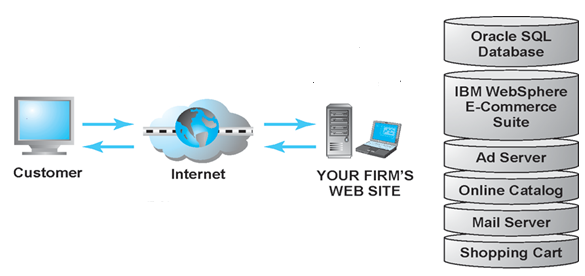 Customer
Internet
YOUR FIRM'S
WEB SITE
Oracle SQL
Database
IBM WebSphere
E-Commerce
Suite
Ad Server
Online Catalog
Mail Server
Shopping Cart